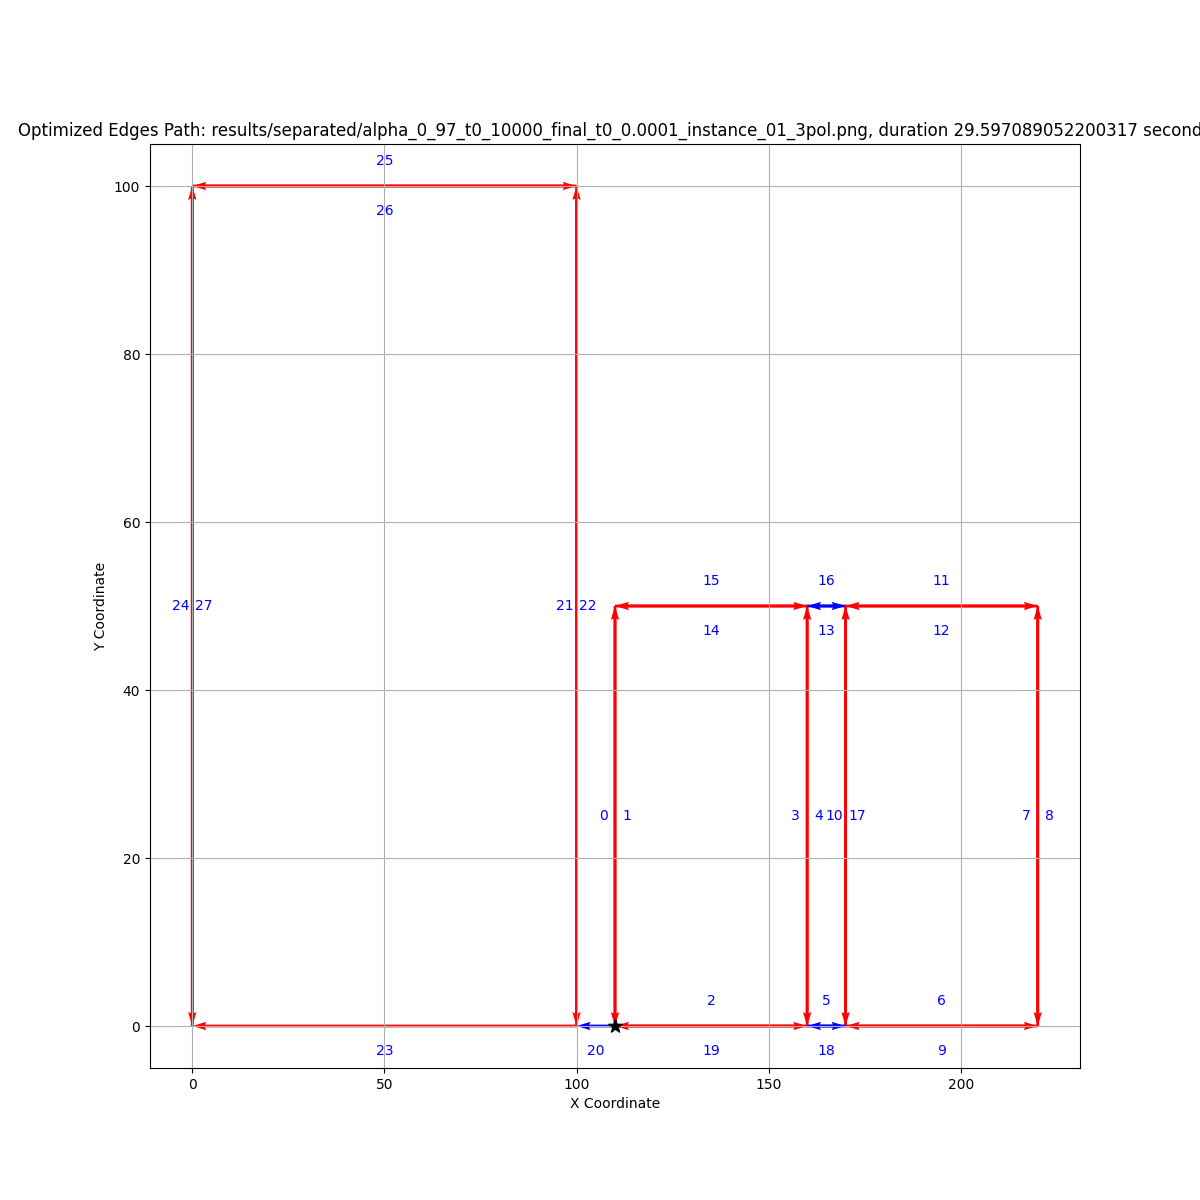 Optimized Edges Path: results/separated/alpha_0_97_t0_10000_final_t0_0.0001_instance_01_3pol.png, duration 29.597089052200317 second
25
100
26
80
60
15 16 11
24 27 21 22
14 13 12
Y Coordinate
40
20
0 1 3 4 10 17 7 8
2 5 6
0
23 20 19 18 9
0 50 100 150 200
X Coordinate